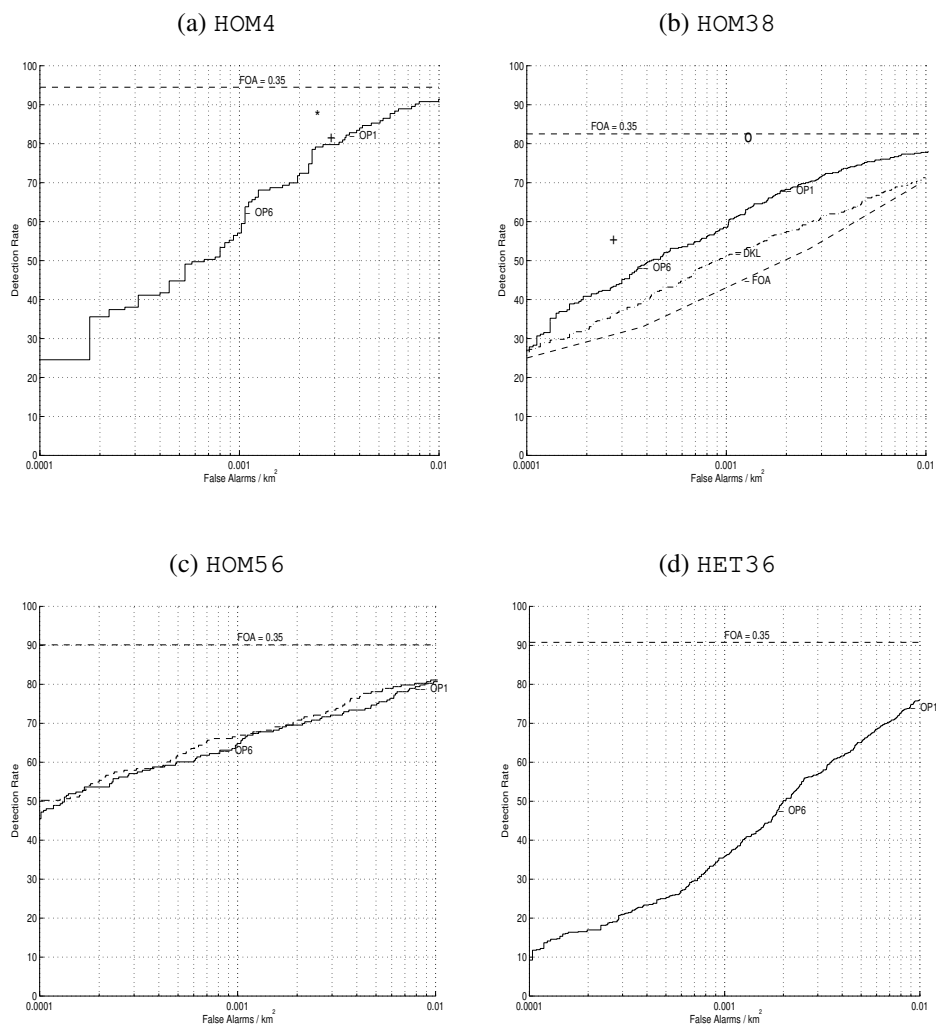 (a) HOM4
100
90
80
70
60
50
40
30
20
10
0
0.0001
0.001
0.01
Detection Rate
False Alarms / km²
FOA = 0.35
*
+
OP1
OP6
(b) HOM38
100
90
80
70
60
50
40
30
20
10
0
0.0001
0.001
0.01
Detection Rate
False Alarms / km²
FOA = 0.35
o
OP1
+
OP6
DKL
FOA
(c) HOM56
100
90
80
70
60
50
40
30
20
10
0
0.0001
0.001
0.01
Detection Rate
False Alarms / km²
FOA = 0.35
OP1
OP6
(d) HET36
100
90
80
70
60
50
40
30
20
10
0
0.0001
0.001
0.01
Detection Rate
False Alarms / km²
FOA = 0.35
OP1
OP6